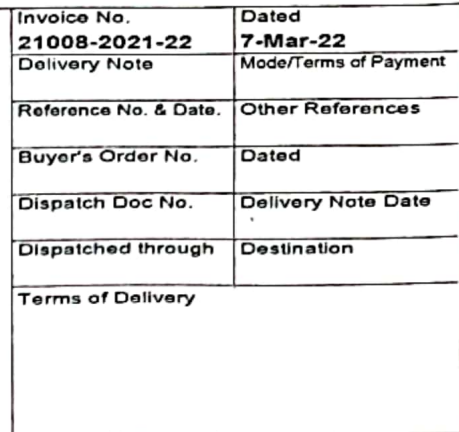 Invoice No. Dated
21008-2021-22 7-Mar-22
Delivery Note Mode/Terms of Payment
Reference No. & Date. Other References
Buyer's Order No. Dated
Dispatch Doc No. Delivery Note Date
Dispatched through Destination
Terms of Delivery